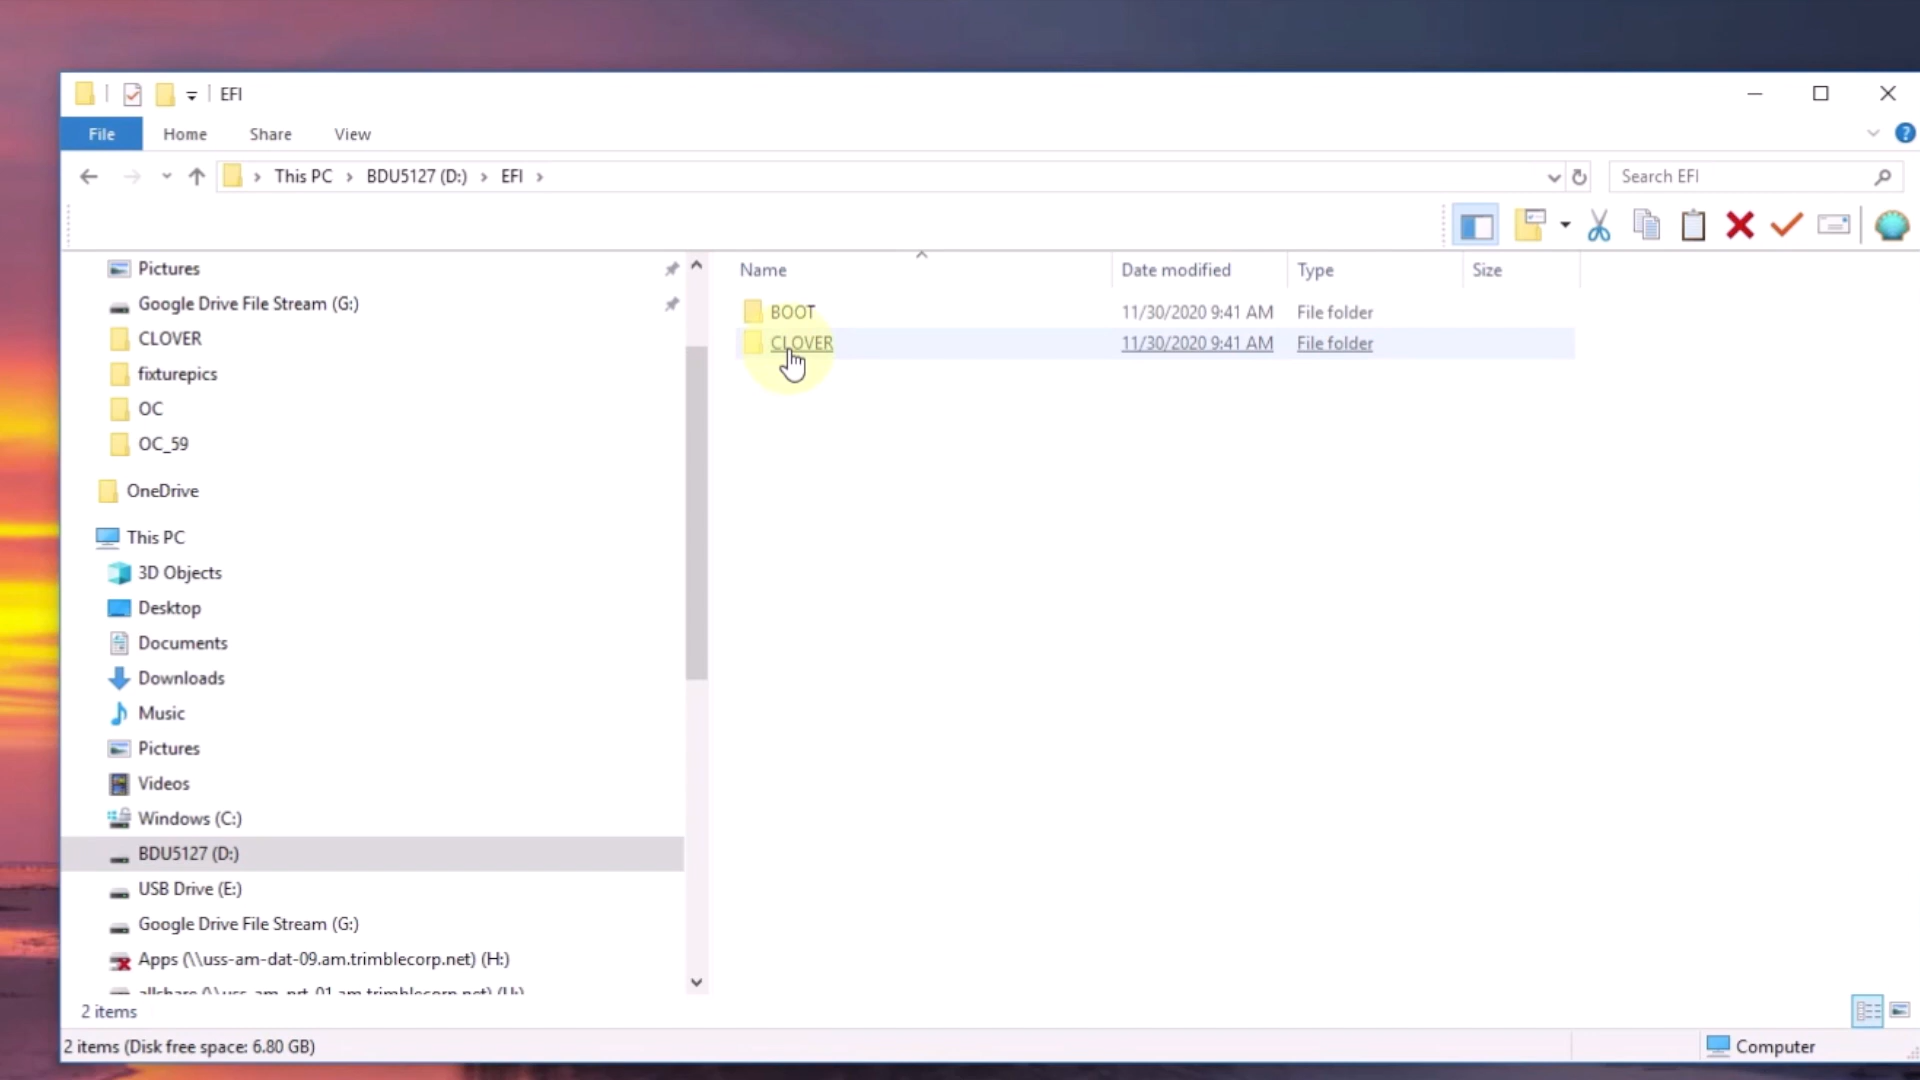 EFI
File Home Share View
This PC BDU5127 (D:) EFI
Search EFI
Pictures
Google Drive File Stream (G:)
CLOVER
fixturepics
OC
OC_59
OneDrive
This PC
3D Objects
Desktop
Documents
Downloads
Music
Pictures
Videos
Windows (C:)
BDU5127 (D:)
USB Drive (E:)
Google Drive File Stream (G:)
Apps (\\uss-am-dat-09.am.trimblecorp.net) (H:)
Name Date modified Type Size
BOOT 11/30/2020 9:41 AM File folder
CLOVER 11/30/2020 9:41 AM File folder
2 items
2 items (Disk free space: 6.80 GB)
Computer